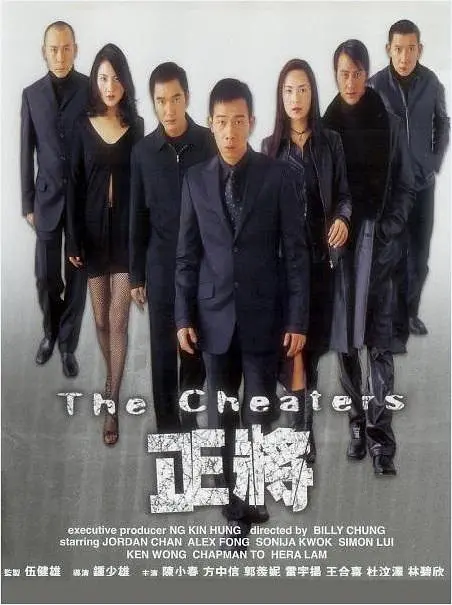 The Cheaters
正將
executive producer NG KIN HUNG directed by BILLY CHUNG
starring JORDAN CHAN ALEX FONG SONIJA KWOK SIMON LUI
KEN WONG CHAPMAN TO HERA LAM
監製 伍健雄 導演 鍾少雄 主演 陳小春 方中信 郭羨妮 雷宇揚 王合喜 杜汶澤 林碧欣